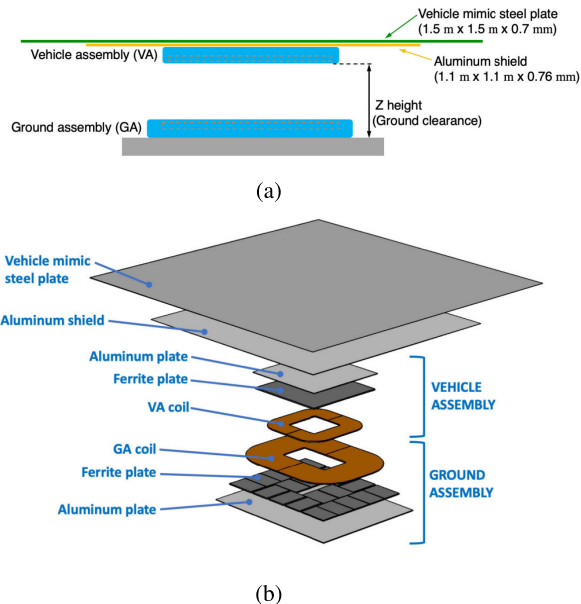 Vehicle mimic steel plate
(1.5 m x 1.5 m x 0.7 mm)
Vehicle assembly (VA)
Aluminum shield
(1.1 m x 1.1 m x 0.76 mm)
Z height
(Ground clearance)
Ground assembly (GA)
(a)
Vehicle mimic
steel plate
Aluminum shield
Aluminum plate
Ferrite plate
VA coil
VEHICLE
ASSEMBLY
GA coil
Ferrite plate
Aluminum plate
GROUND
ASSEMBLY
(b)